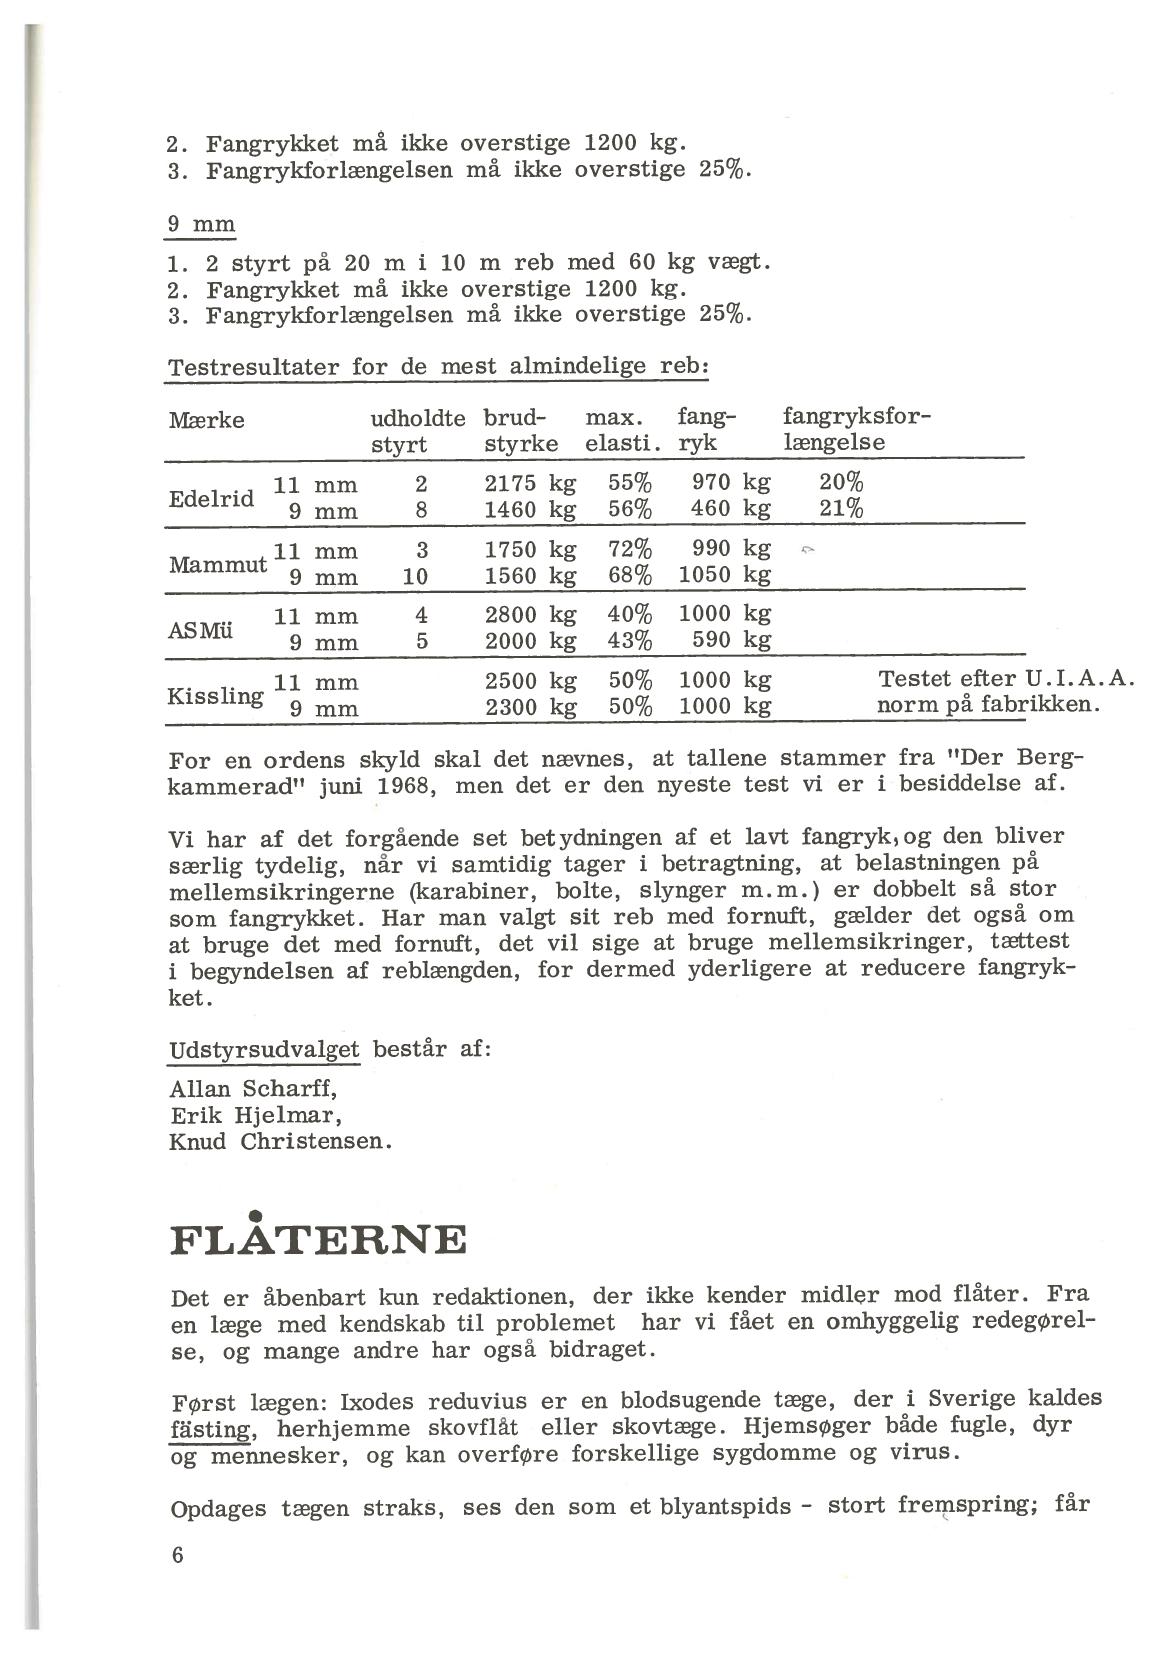 2. Fangrykket må ikke overstige 1200 kg.
3. Fangrykforlængelsen må ikke overstige 25%.
9 mm
1. 2 styrt på 20 m i 10 m reb med 60 kg vægt.
2. Fangrykket må ikke overstige 1200 kg.
3. Fangrykforlængelsen må ikke overstige 25%.
Testresultater for de mest almindelige reb:
Mærke udholdte brud- max. fang- fangryksfor-
styrt styrke elasti. ryk længelse
Edelrid 11 mm 2 2175 kg 55% 970 kg 20%
9 mm 8 1460 kg 56% 460 kg 21%
Mammut 11 mm 3 1750 kg 72% 990 kg
9 mm 10 1560 kg 68% 1050 kg
ASMü 11 mm 4 2800 kg 40% 1000 kg
9 mm 5 2000 kg 43% 590 kg
Kissling 11 mm 2500 kg 50% 1000 kg Testet efter U.I.A.A.
9 mm 2300 kg 50% 1000 kg norm på fabrikken.
For en ordens skyld skal det nævnes, at tallene stammer fra "Der Berg-
kammerad" juni 1968, men det er den nyeste test vi er i besiddelse af.
Vi har af det forgående set betydningen af et lavt fangryk, og den bliver
særlig tydelig, når vi samtidig tager i betragtning, at belastningen på
mellemsikringerne (karabiner, bolte, slynger m.m.) er dobbelt så stor
som fangrykket. Har man valgt sit reb med fornuft, gælder det også om
at bruge det med fornuft, det vil sige at bruge mellemsikringer, tættest
i begyndelsen af reblængden, for dermed yderligere at reducere fangryk-
ket.
Udstyrsudvalget består af:
Allan Scharff,
Erik Hjelmar,
Knud Christensen.
FLÅTERNE
Det er åbenbart kun redaktionen, der ikke kender midler mod flåter. Fra
en læge med kendskab til problemet har vi fået en omhyggelig redegørel-
se, og mange andre har også bidraget.
Først lægen: Ixodes reduvius er en blodsugende tæge, der i Sverige kaldes
fästing, herhjemme skovflåt eller skovtæge. Hjemsøger både fugle, dyr
og mennesker, og kan overføre forskellige sygdomme og virus.
Opdages tægen straks, ses den som et blyantspids - stort fremspring; får
6